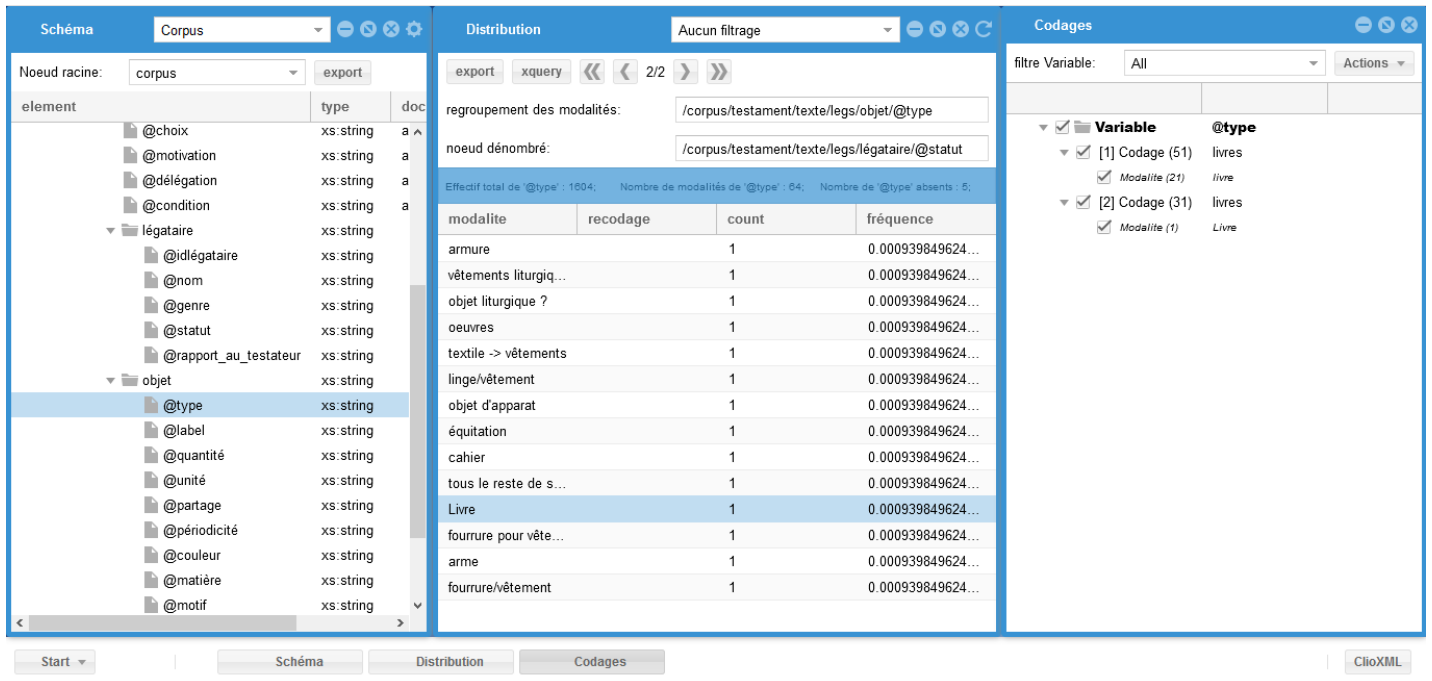 Schéma Corpus
Noeud racine: corpus export
element type doc
@choix xs:string a
@motivation xs:string a
@délégation xs:string a
@condition xs:string a
légataire xs:string
@idlégataire xs:string
@nom xs:string
@genre xs:string
@statut xs:string
@rapport_au_testateur xs:string
objet xs:string
@type xs:string
@label xs:string
@quantité xs:string
@unité xs:string
@partage xs:string
@périodicité xs:string
@couleur xs:string
@matière xs:string
@motif xs:string
Distribution Aucun filtrage
export xquery 2/2
regroupement des modalités: /corpus/testament/texte/legs/objet/@type
noeud dénombré: /corpus/testament/texte/legs/légataire/@statut
Effectif total de '@type' : 1604; Nombre de modalités de '@type' : 64; Nombre de '@type' absents : 5;
modalite recodage count fréquence
armure 1 0.000939849624...
vêtements liturgiq... 1 0.000939849624...
objet liturgique ? 1 0.000939849624...
oeuvres 1 0.000939849624...
textile -> vêtements 1 0.000939849624...
linge/vêtement 1 0.000939849624...
objet d'apparat 1 0.000939849624...
équitation 1 0.000939849624...
cahier 1 0.000939849624...
tous le reste de s... 1 0.000939849624...
Livre 1 0.000939849624...
fourrure pour vête... 1 0.000939849624...
arme 1 0.000939849624...
fourrure/vêtement 1 0.000939849624...
Codages
filtre Variable: All Actions
Variable @type
[1] Codage (51) livres
Modalite (21) livre
[2] Codage (31) livres
Modalite (1) Livre
Start Schéma Distribution Codages ClioXML